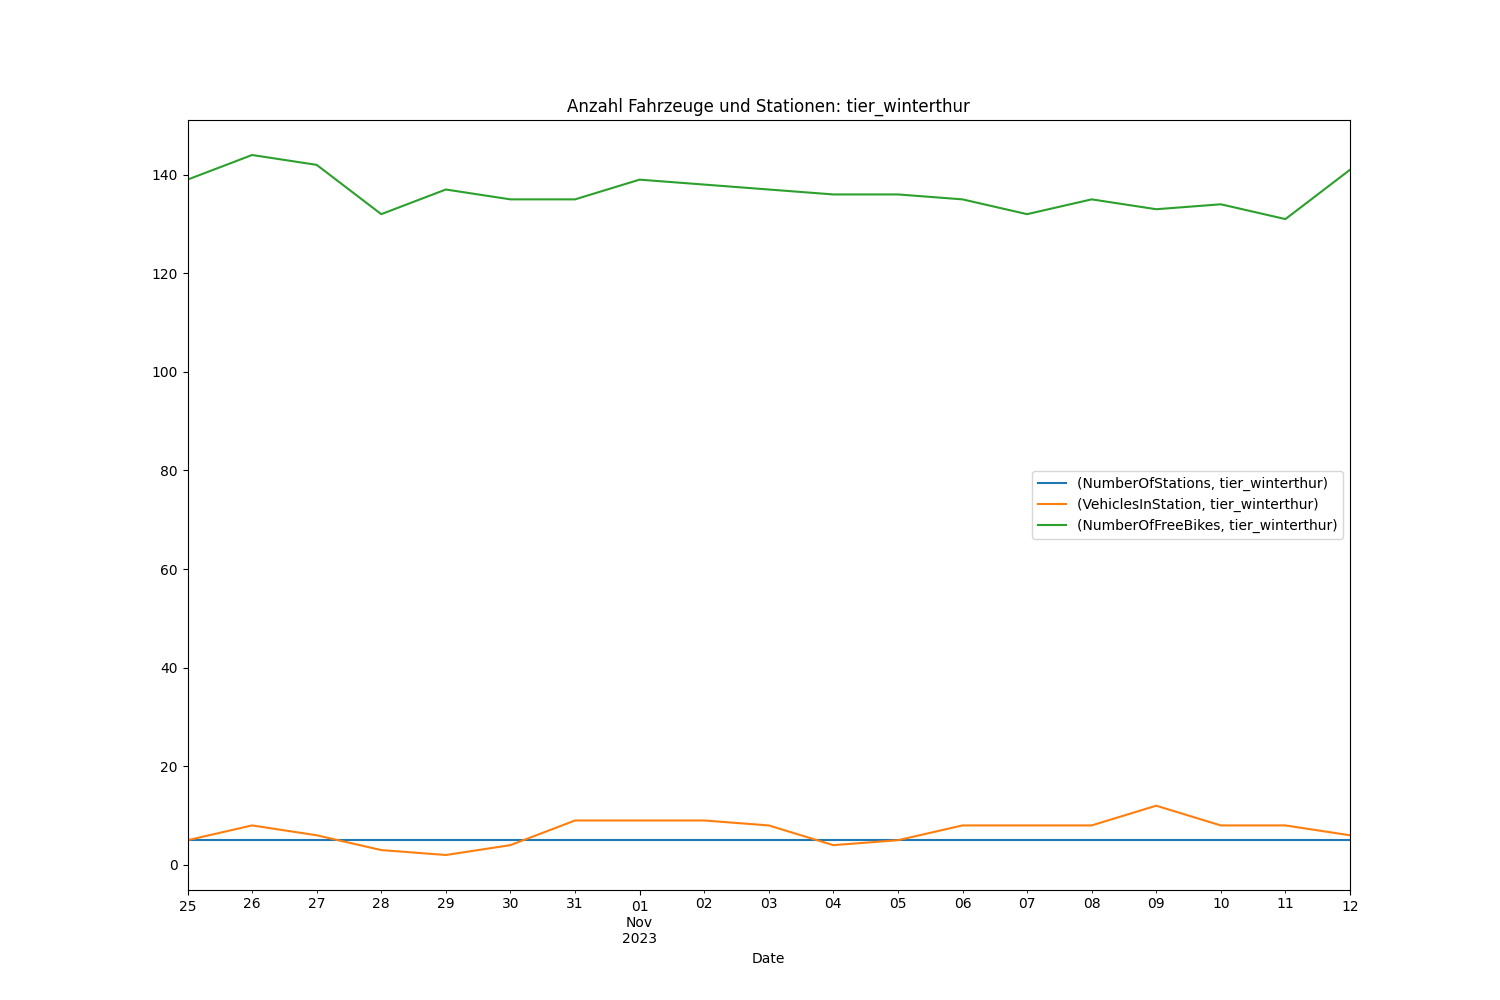 Anzahl Fahrzeuge und Stationen: tier_winterthur
140
120
100
80
60
40
20
0
(NumberOfStations, tier_winterthur)
(VehiclesInStation, tier_winterthur)
(NumberOfFreeBikes, tier_winterthur)
25 26 27 28 29 30 31 01 02 03 04 05 06 07 08 09 10 11 12
Nov
2023
Date